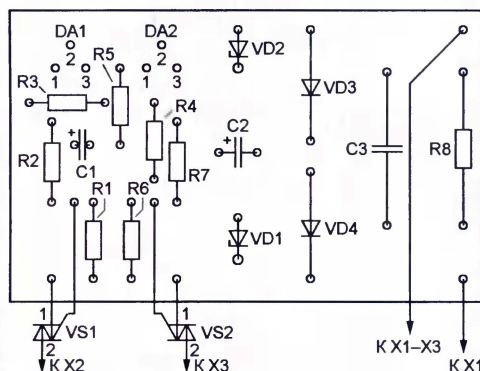 DA1 DA2
2 R5 2 VD2
R3 1 3 1 3
R4 VD3
+ + C2
R2 C1 R7 C3 R8
R1 R6
VD1 VD4
1 VS1 1 VS2
2 2 К X1–X3
К X2 К X3 К X1